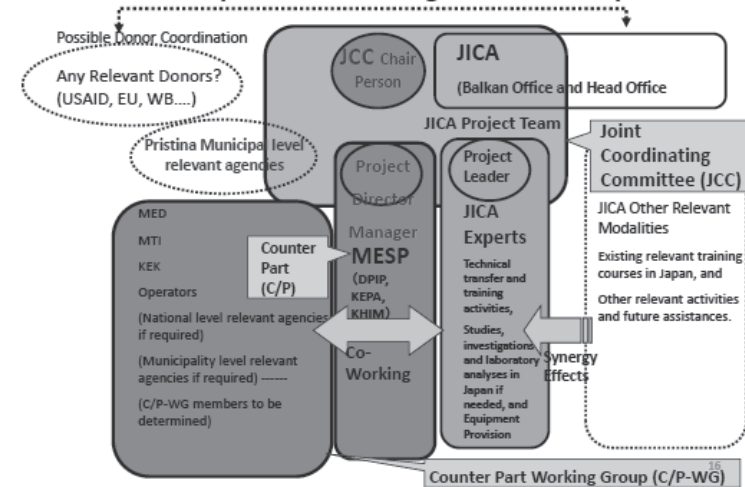 Possible Donor Coordination
Any Relevant Donors?
(USAID, EU, WB....)
JCC Chair
Person
JICA
(Balkan Office and Head Office
JICA Project Team
Pristina Municipal level
relevant agencies
Joint
Coordinating
Committee (JCC)
Project
Director
Manager
MESP
(DPIP,
KEPA,
KHIM)
Co-
Working
Project
Leader
JICA
Experts
Technical
transfer and
training
activities,
Studies,
investigations
and laboratory
analyses in
Japan if
needed, and
Equipment
Provision
MED
MTI
KEK
Operators
(National level relevant agencies
if required)
(Municipality level relevant
agencies if required) ------
(C/P-WG members to be
determined)
Counter
Part
(C/P)
JICA Other Relevant
Modalities
Existing relevant training
courses in Japan, and
Other relevant activities
and future assistances.
Synergy
Effects
16
Counter Part Working Group (C/P-WG)